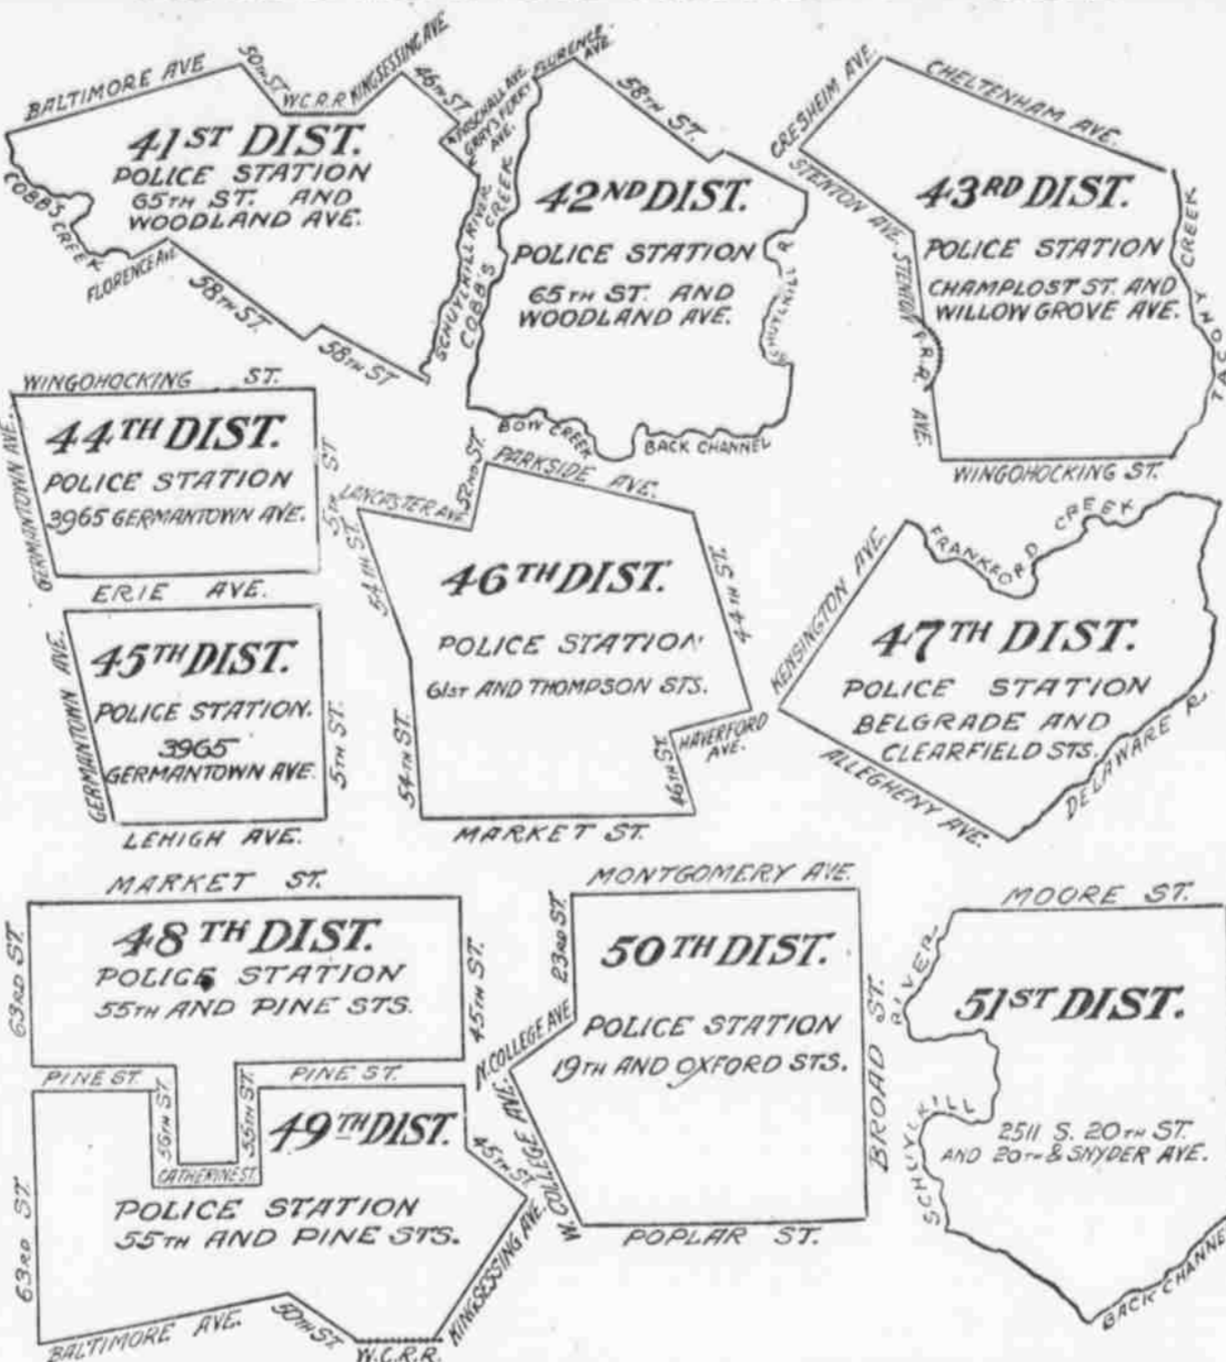 BALTIMORE AVE
50TH ST.
W.C.R.R
KINGSESSING AVE.
46TH ST.
PASCHALL AVE.
GRAY'S FERRY AVE.
SCHUYLKILL RIVER
41ST DIST.
POLICE STATION
65TH ST. AND
WOODLAND AVE.
COBB'S CREEK
FLORENCE AVE
58TH ST.
58TH ST
FLORENCE AVE.
58TH ST.
COBB'S CREEK
42ND DIST.
POLICE STATION
65TH ST. AND
WOODLAND AVE.
SCHUYLKILL R.
BOW CREEK
BACK CHANNEL
CRESHEIM AVE.
CHELTENHAM AVE.
STENTON AVE.
STENTON AVE.
P.R.R.
43RD DIST.
POLICE STATION
CHAMPLOST ST. AND
WILLOW GROVE AVE.
TACONY CREEK
WINGOHOCKING ST.
WINGOHOCKING ST.
GERMANTOWN AVE.
44TH DIST.
POLICE STATION
3965 GERMANTOWN AVE.
5TH ST
ERIE AVE.
GERMANTOWN AVE.
45TH DIST.
POLICE STATION.
3965
GERMANTOWN AVE.
5TH ST.
LEHIGH AVE.
LANCASTER AVE.
52ND ST.
PARKSIDE AVE.
54TH ST.
46TH DIST.
POLICE STATION
61ST AND THOMPSON STS.
44TH ST.
54TH ST.
46TH ST.
HAVERFORD
AVE.
MARKET ST.
KENSINGTON AVE.
FRANKFORD CREEK
47TH DIST.
POLICE STATION
BELGRADE AND
CLEARFIELD STS.
ALLEGHENY AVE.
DELAWARE R.
MARKET ST.
63RD ST.
48TH DIST.
POLICE STATION
55TH AND PINE STS.
45TH ST.
PINE ST.
PINE ST.
56TH ST
55TH ST.
CATHERINE ST.
49TH DIST.
63RD ST.
POLICE STATION
55TH AND PINE STS.
45TH ST.
KINGSESSING AVE.
BALTIMORE AVE.
50TH ST.
W.C.R.R.
MONTGOMERY AVE.
23RD ST.
N. COLLEGE AVE
W. COLLEGE AVE.
50TH DIST.
POLICE STATION
19TH AND OXFORD STS.
BROAD ST.
POPLAR ST.
MOORE ST.
SCHUYLKILL RIVER
51ST DIST.
2511 S. 20TH ST.
AND 20TH & SNYDER AVE.
BACK CHANNE